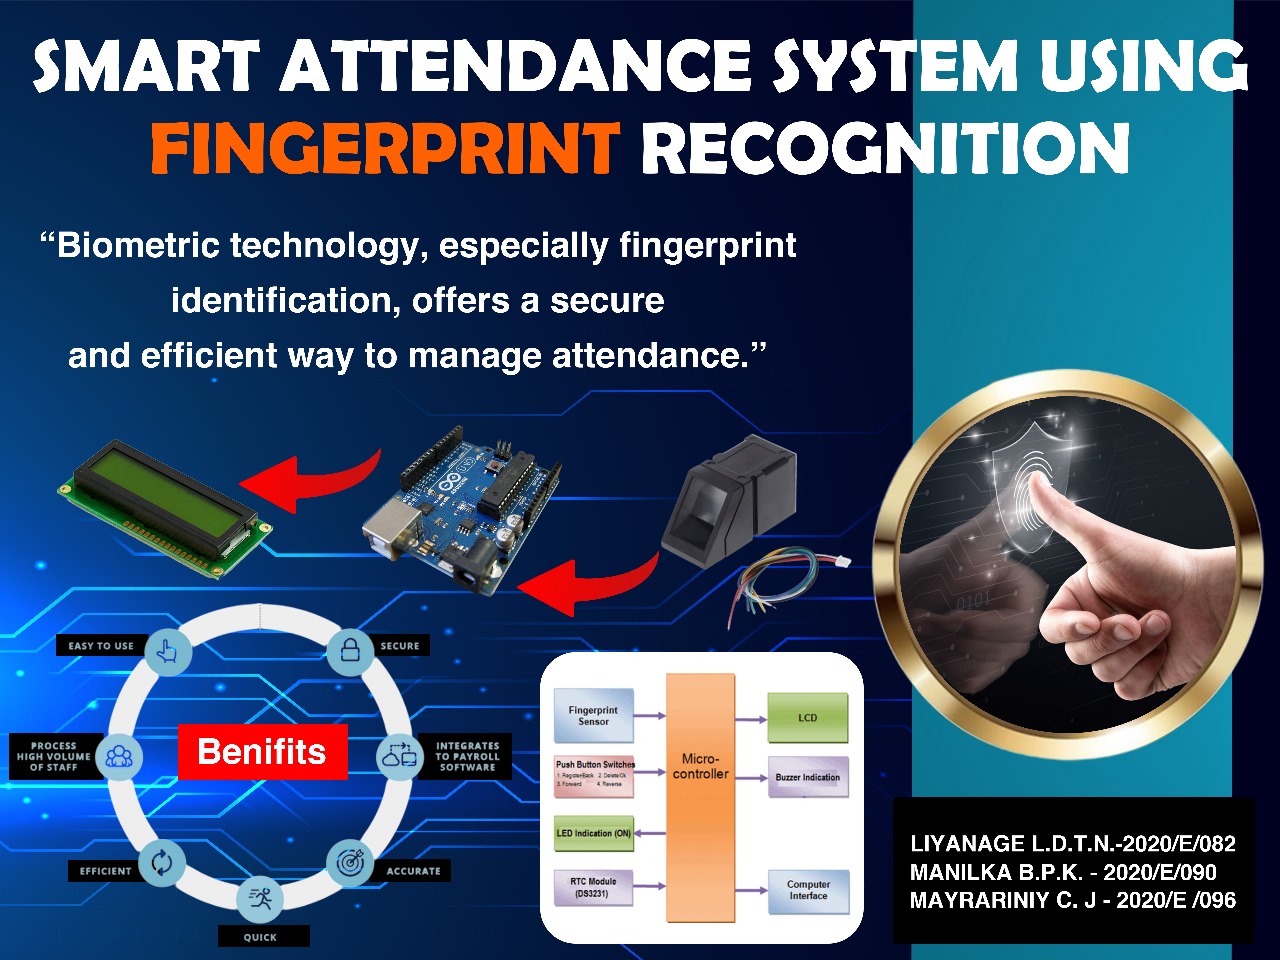 SMART ATTENDANCE SYSTEM USING
FINGERPRINT RECOGNITION
“Biometric technology, especially fingerprint
identification, offers a secure
and efficient way to manage attendance.”
ARDUINO
0101
EASY TO USE
SECURE
PROCESS
HIGH VOLUME
OF STAFF
Benifits
INTEGRATES
TO PAYROLL
SOFTWARE
EFFICIENT
ACCURATE
QUICK
Fingerprint
Sensor
Push Button Switches
1. Register/Back 2. Delete/Ok
3. Forward 4. Reverse
LED Indication (ON)
RTC Module
(DS3231)
Micro-
controller
LCD
Buzzer Indication
Computer
Interface
LIYANAGE L.D.T.N.-2020/E/082
MANILKA B.P.K. - 2020/E/090
MAYRARINIY C. J - 2020/E /096